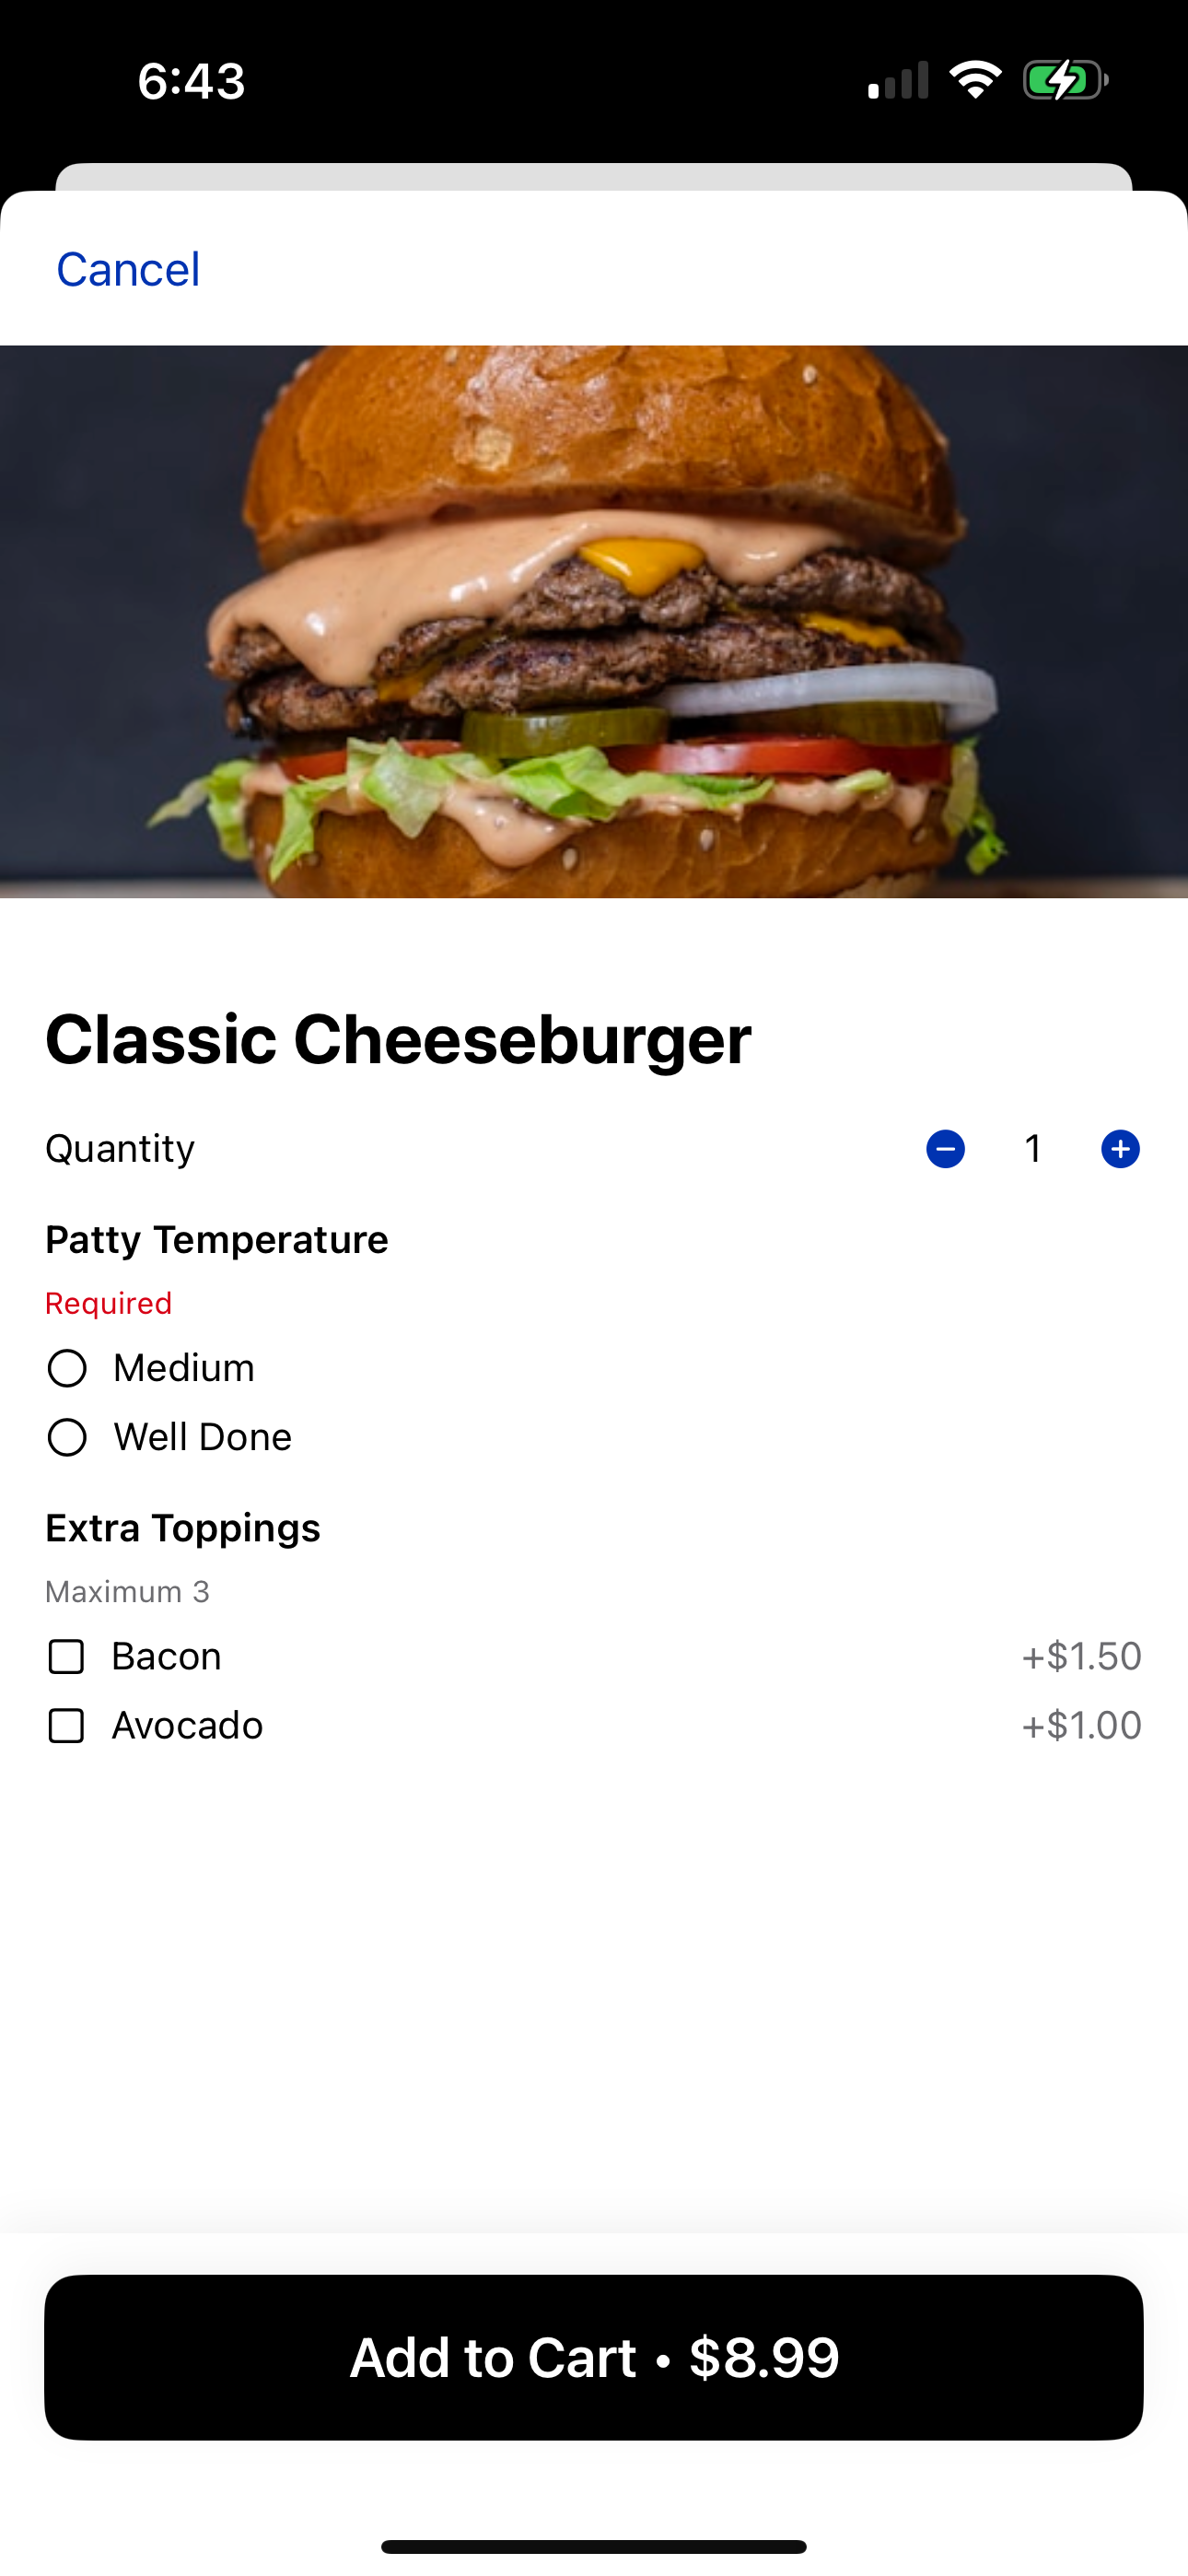 6:43
Cancel
Classic Cheeseburger
Quantity 1
Patty Temperature
Required
Medium
Well Done
Extra Toppings
Maximum 3
Bacon +$1.50
Avocado +$1.00
Add to Cart • $8.99